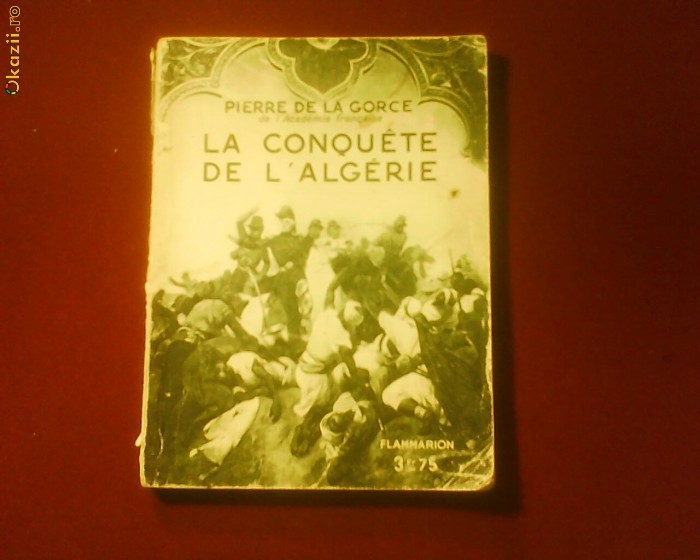 Okazii.ro
PIERRE DE LA GORCE
de l'Académie française
LA CONQUÊTE
DE L'ALGÉRIE
FLAMMARION
3 F. 75